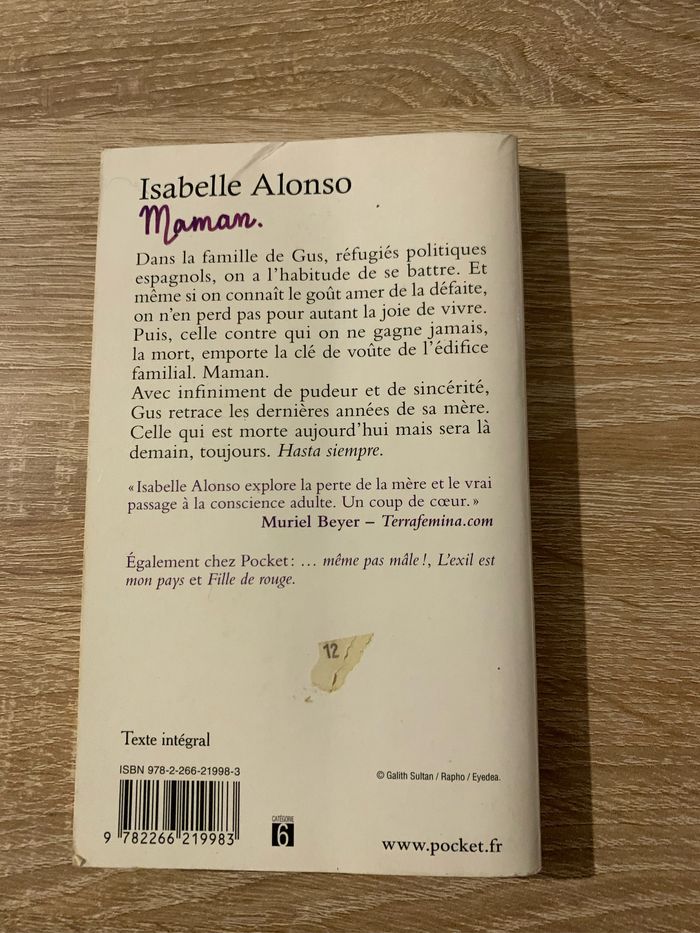 Isabelle Alonso
Maman.
Dans la famille de Gus, réfugiés politiques
espagnols, on a l'habitude de se battre. Et
même si on connaît le goût amer de la défaite,
on n'en perd pas pour autant la joie de vivre.
Puis, celle contre qui on ne gagne jamais,
la mort, emporte la clé de voûte de l'édifice
familial. Maman.
Avec infiniment de pudeur et de sincérité,
Gus retrace les dernières années de sa mère.
Celle qui est morte aujourd'hui mais sera là
demain, toujours. Hasta siempre.
« Isabelle Alonso explore la perte de la mère et le vrai
passage à la conscience adulte. Un coup de cœur. »
Muriel Beyer – Terrafemina.com
Également chez Pocket : ... même pas mâle !, L'exil est
mon pays et Fille de rouge.
12
Texte intégral
ISBN 978-2-266-21998-3
© Galith Sultan / Rapho / Eyedea.
9 782266 219983
CATÉGORIE
6
www.pocket.fr